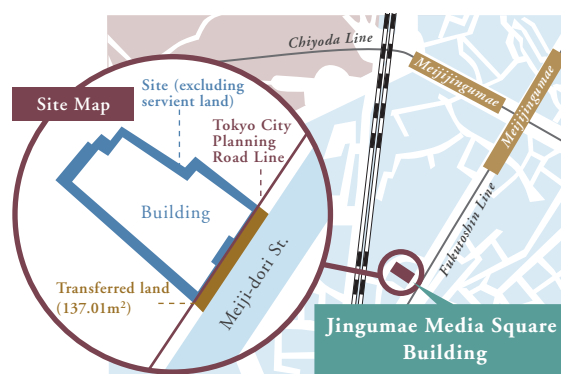 Chiyoda Line
Meijijingumae
Meijijingumae
Fukutoshin Line
Site Map
Site (excluding
servient land)
Tokyo City
Planning
Road Line
Building
Meiji-dori St.
Transferred land
(137.01m²)
Jingumae Media Square
Building